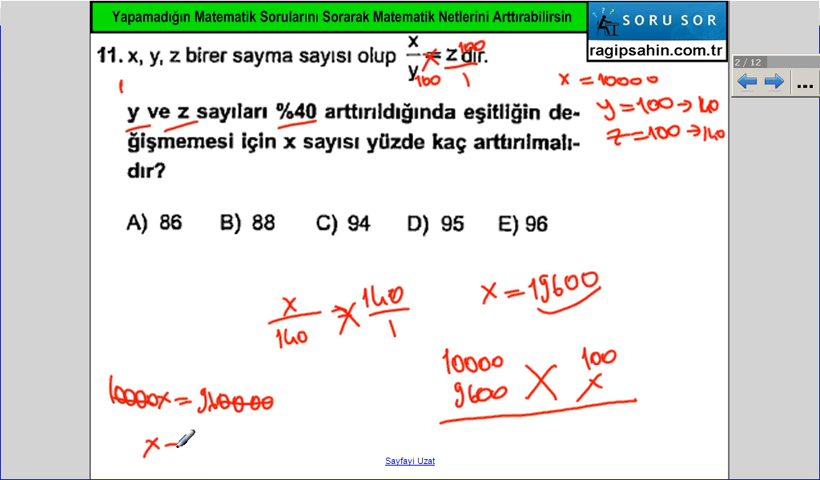 Yapamadığın Matematik Sorularını Sorarak Matematik Netlerini Arttırabilirsin
SORU SOR
ragipsahin.com.tr
2 / 12
...
11. x, y, z birer sayma sayısı olup x/y = z dir.
100
100
1
1
y ve z sayıları %40 arttırıldığında eşitliğin de-
ğişmemesi için x sayısı yüzde kaç arttırılmalı-
dır?
x = 10000
y = 100 → 140
z = 100 → 140
A) 86 B) 88 C) 94 D) 95 E) 96
x/140 = 140/1
x = 19600
10000 100
9600 x
10000x = 960000
x =
Sayfayi Uzat